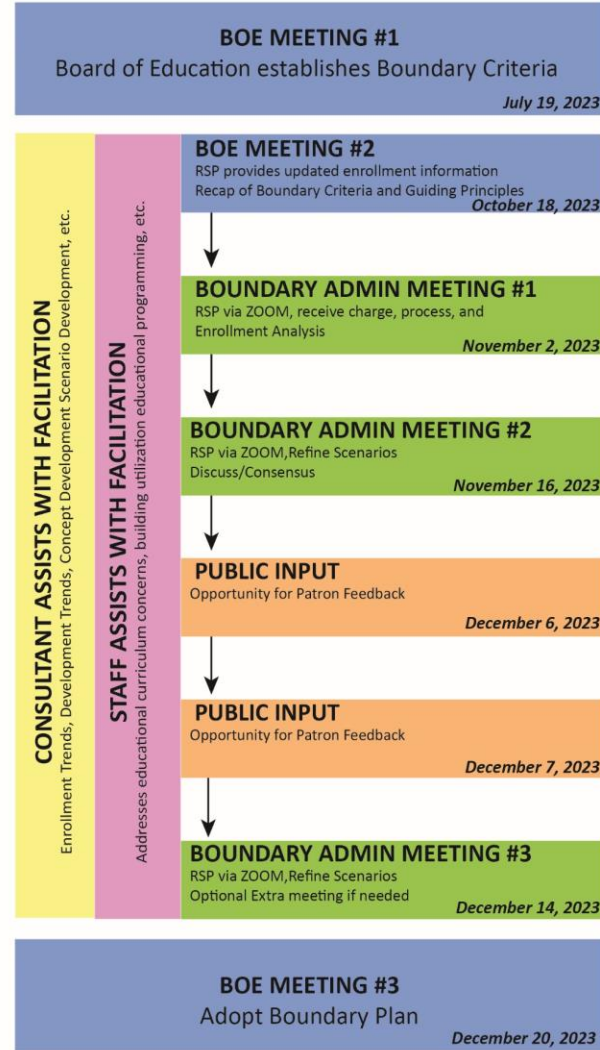 BOE MEETING #1
Board of Education establishes Boundary Criteria
July 19, 2023
CONSULTANT ASSISTS WITH FACILITATION
Enrollment Trends, Development Trends, Concept Development Scenario Development, etc.
STAFF ASSISTS WITH FACILITATION
Addresses educational curriculum concerns, building utilization educational programming, etc.
BOE MEETING #2
RSP provides updated enrollment information
Recap of Boundary Criteria and Guiding Principles
October 18, 2023
BOUNDARY ADMIN MEETING #1
RSP via ZOOM, receive charge, process, and
Enrollment Analysis
November 2, 2023
BOUNDARY ADMIN MEETING #2
RSP via ZOOM,Refine Scenarios
Discuss/Consensus
November 16, 2023
PUBLIC INPUT
Opportunity for Patron Feedback
December 6, 2023
PUBLIC INPUT
Opportunity for Patron Feedback
December 7, 2023
BOUNDARY ADMIN MEETING #3
RSP via ZOOM,Refine Scenarios
Optional Extra meeting if needed
December 14, 2023
BOE MEETING #3
Adopt Boundary Plan
December 20, 2023